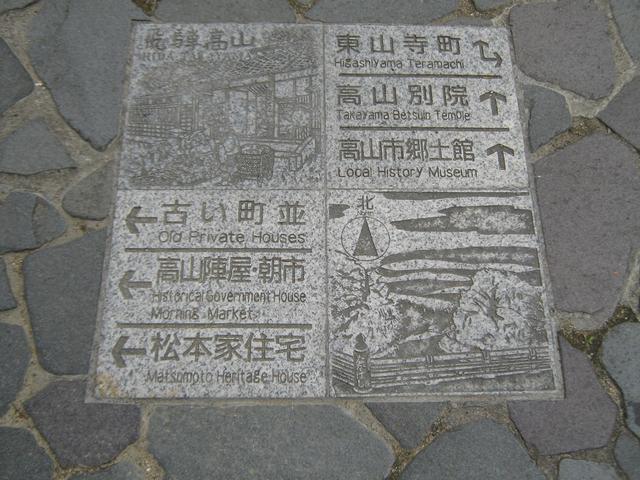 飛騨高山
HIDA TAKAYAMA
東山寺町
Higashiyama Teramachi
高山別院
Takayama Betsuin Temple
高山市郷土館
Local History Museum
古い町並
Old Private Houses
高山陣屋・朝市
Historical Government House
Morning Market
松本家住宅
Matsumoto Heritage House
北